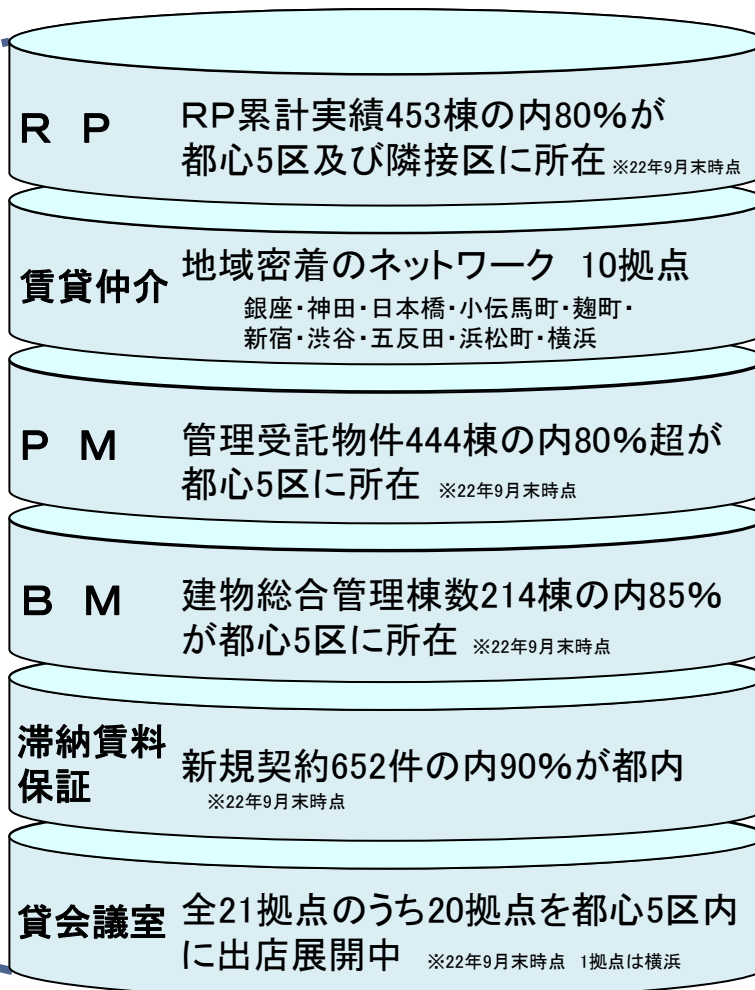 RP
RP累計実績453棟の内80%が
都心5区及び隣接区に所在 ※22年9月末時点
賃貸仲介
地域密着のネットワーク 10拠点
銀座・神田・日本橋・小伝馬町・麹町・
新宿・渋谷・五反田・浜松町・横浜
PM
管理受託物件444棟の内80%超が
都心5区に所在 ※22年9月末時点
BM
建物総合管理棟数214棟の内85%
が都心5区に所在 ※22年9月末時点
滞納賃料
保証
新規契約652件の内90%が都内
※22年9月末時点
貸会議室
全21拠点のうち20拠点を都心5区内
に出店展開中 ※22年9月末時点 1拠点は横浜